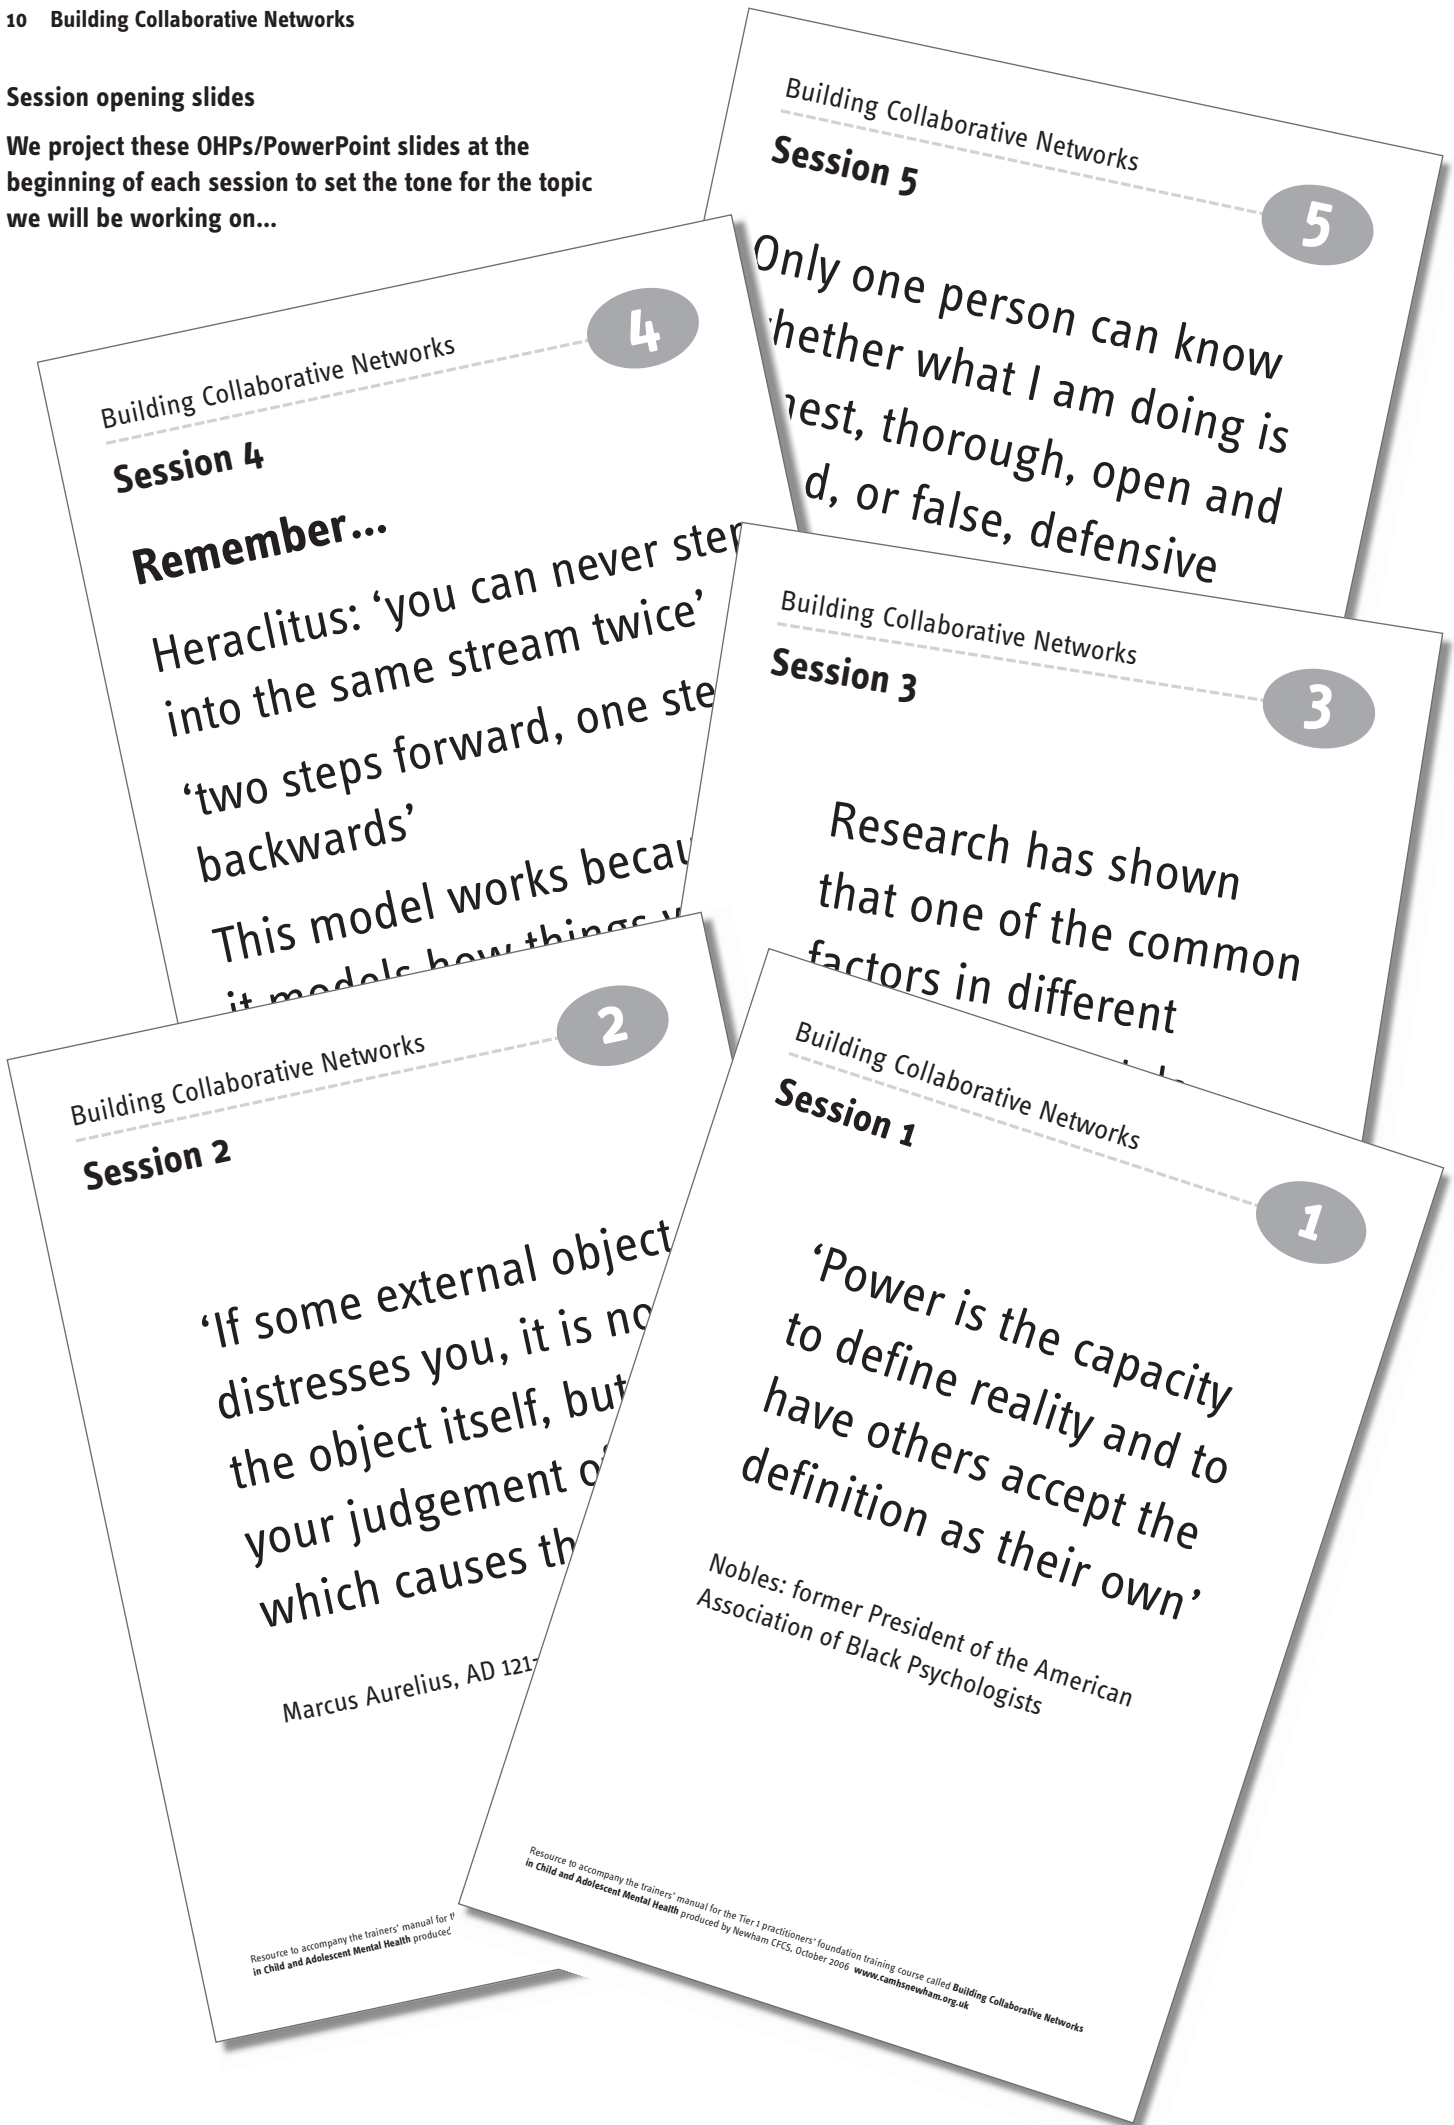 10 Building Collaborative Networks
Session opening slides
We project these OHPs/PowerPoint slides at the
beginning of each session to set the tone for the topic
we will be working on...
Building Collaborative Networks
5
Session 5
Only one person can know
what I am doing is
thorough, open and
or false, defensive
Building Collaborative Networks
4
Session 4
Remember...
Heraclitus: ‘you can never step
into the same stream twice’
‘two steps forward, one
backwards’
This model works
it models how things
Building Collaborative Networks
3
Session 3
Research has shown
that one of the common
factors in different
Building Collaborative Networks
2
Session 2
‘If some external object
distresses you, it is
the object itself, but
your judgement
which causes
Marcus Aurelius, AD 121-
Resource to accompany the trainers’ manual for
in Child and Adolescent Mental Health produced
Building Collaborative Networks
1
Session 1
‘Power is the capacity
to define reality and to
have others accept the
definition as their own’
Nobles: former President of the American
Association of Black Psychologists
Resource to accompany the trainers’ manual for the Tier 1 practitioners’ foundation training course called Building Collaborative Networks
in Child and Adolescent Mental Health produced by Newham CFCS, October 2006 www.camhsnewham.org.uk